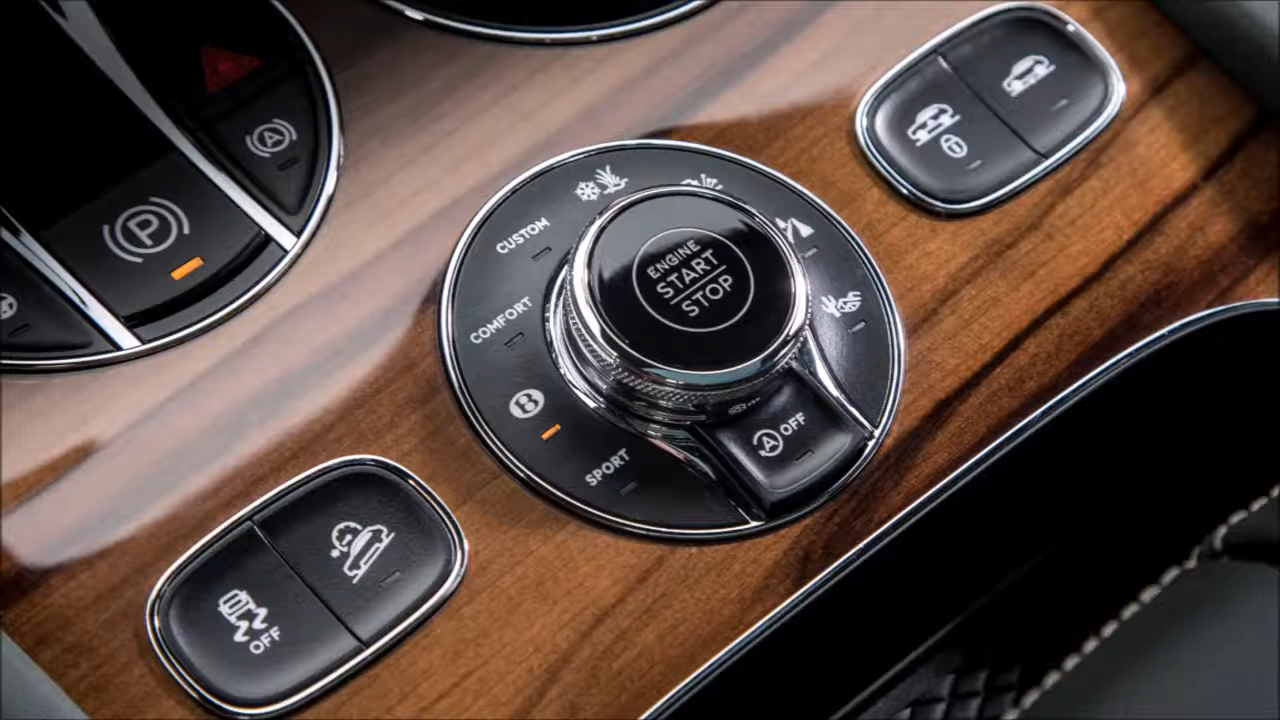 A
P
CUSTOM
ENGINE
START
STOP
COMFORT
B
SPORT
A OFF
OFF